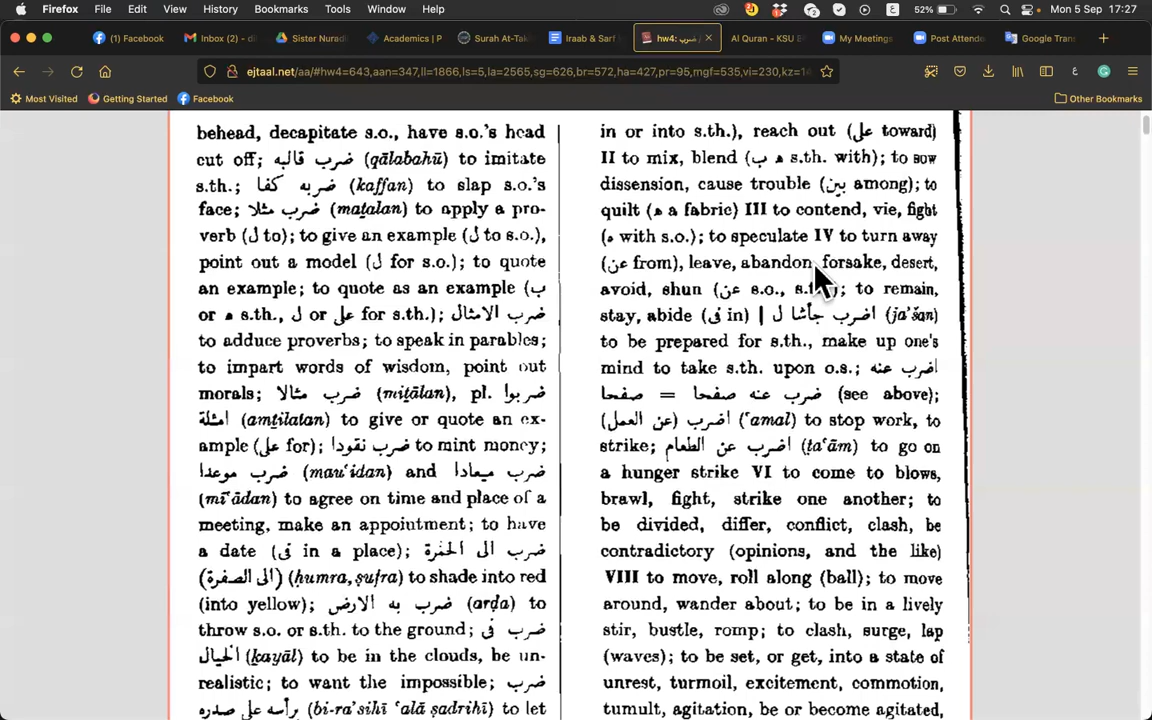 Firefox File Edit View History Bookmarks Tools Window Help 52% Mon 5 Sep 17:27
(1) Facebook Inbox (2) - di Sister Nuradi Academics | P Surah At-Tak Iraab & Sarf hw4: ضرب Al Quran - KSU El My Meetings Post Attende Google Tran
ejtaal.net/aa/#hw4=643,aan=347,ll=1866,ls=5,la=2565,sg=626,br=572,ha=427,pr=95,mgf=535,vi=230,kz=14
Most Visited Getting Started Facebook Other Bookmarks
behead, decapitate s.o., have s.o.'s head
cut off; ضرب قالبه (qālabahū) to imitate
s.th.; ضربه كفا (kaffan) to slap s.o.'s
face; ضرب مثلا (maṯalan) to apply a pro-
verb (ل to); to give an example (ل to s.o.),
point out a model (ل for s.o.); to quote
an example; to quote as an example (ب
or ه s.th., ل or على for s.th.); ضرب الامثال
to adduce proverbs; to speak in parables;
to impart words of wisdom, point out
morals; ضرب مثالا (miṯālan), pl. ضربوا
امثلة (amṯilatan) to give or quote an ex-
ample (على for); ضرب نقودا to mint money;
ضرب موعدا (mau'idan) and ضرب ميعادا
(mī'ādan) to agree on time and place of a
meeting, make an appointment; to have
a date (فى in a place); ضرب الى الحمرة
(الى الصفرة) (ḥumra, ṣufra) to shade into red
(into yellow); ضرب به الارض (arḍa) to
throw s.o. or s.th. to the ground; ضرب فى
الخيال (ḵayāl) to be in the clouds, be un-
realistic; to want the impossible; ضرب
برأسه على صدره (bi-ra'sihī 'alā ṣadrihī) to let
in or into s.th.), reach out (على toward)
II to mix, blend (ه ب s.th. with); to sow
dissension, cause trouble (بين among); to
quilt (ه a fabric) III to contend, vie, fight
(ه with s.o.); to speculate IV to turn away
(عن from), leave, abandon, forsake, desert,
avoid, shun (عن s.o., s.th.); to remain,
stay, abide (فى in) | اضرب جأشا ل (ja'šan)
to be prepared for s.th., make up one's
mind to take s.th. upon o.s.; اضرب عنه
صفحا = ضرب عنه صفحا (see above);
اضرب (عن العمل) ('amal) to stop work, to
strike; اضرب عن الطعام (ṭa'ām) to go on
a hunger strike VI to come to blows,
brawl, fight, strike one another; to
be divided, differ, conflict, clash, be
contradictory (opinions, and the like)
VIII to move, roll along (ball); to move
around, wander about; to be in a lively
stir, bustle, romp; to clash, surge, lap
(waves); to be set, or get, into a state of
unrest, turmoil, excitement, commotion,
tumult, agitation, be or become agitated,